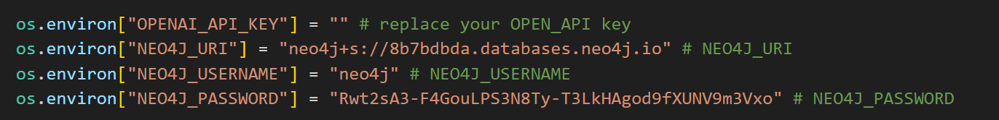 os.environ["OPENAI_API_KEY"] = "" # replace your OPEN_API key
os.environ["NEO4J_URI"] = "neo4j+s://8b7bdbda.databases.neo4j.io" # NEO4J_URI
os.environ["NEO4J_USERNAME"] = "neo4j" # NEO4J_USERNAME
os.environ["NEO4J_PASSWORD"] = "Rwt2sA3-F4GouLPS3N8Ty-T3LkHAgod9fXUNV9m3Vxo" # NEO4J_PASSWORD